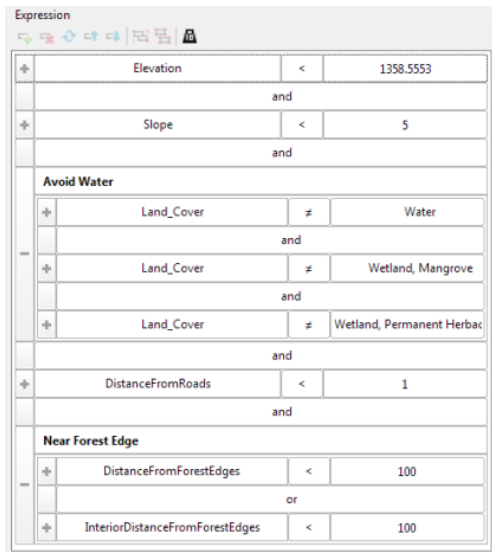 Expression
Elevation < 1358.5553
and
Slope < 5
and
Avoid Water
Land_Cover ≠ Water
and
Land_Cover ≠ Wetland, Mangrove
and
Land_Cover ≠ Wetland, Permanent Herbac
and
DistanceFromRoads < 1
and
Near Forest Edge
DistanceFromForestEdges < 100
or
InteriorDistanceFromForestEdges < 100